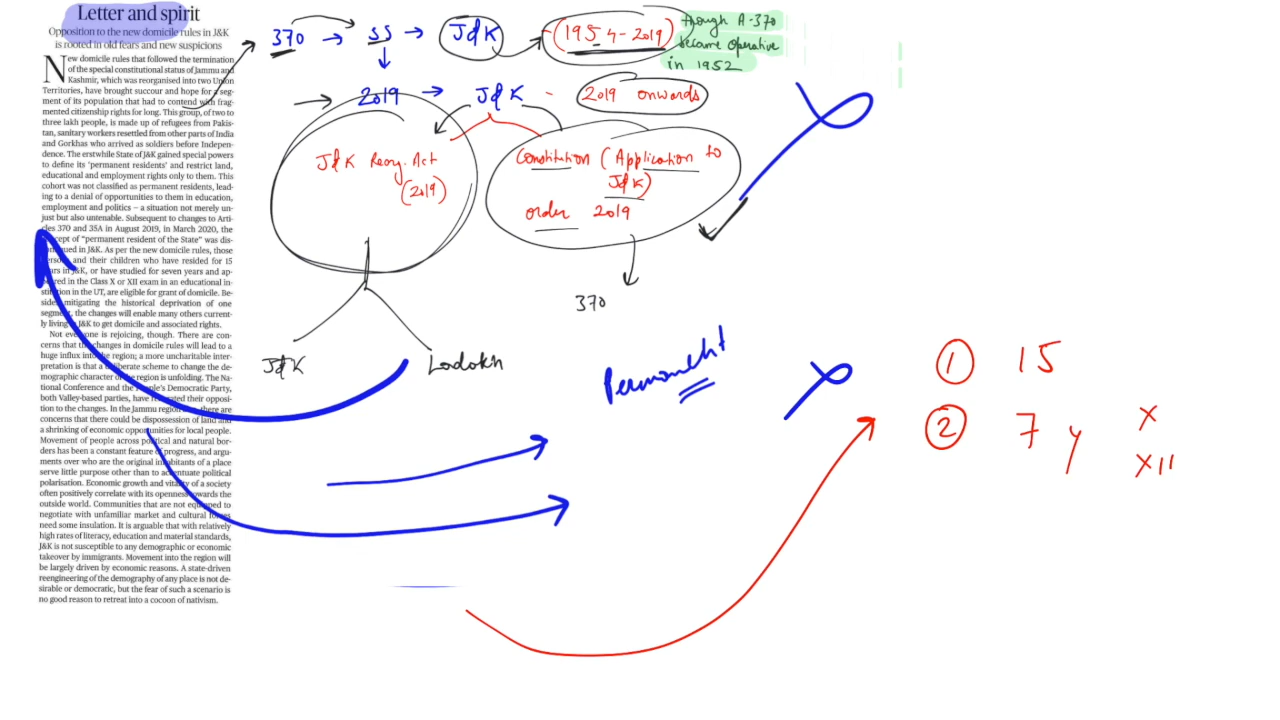 Letter and spirit
Opposition to the new domicile rules in J&K
is rooted in old fears and new suspicions
New domicile rules that followed the termination
of the special constitutional status of Jammu and
Kashmir, which was reorganised into two Union
Territories, have brought succour and hope for a seg-
ment of its population that had to contend with frag-
mented citizenship rights for long. This group, of two to
three lakh people, is made up of refugees from Pakis-
tan, sanitary workers resettled from other parts of India
and Gorkhas who arrived as soldiers before Indepen-
dence. The erstwhile State of J&K gained special powers
to define its 'permanent residents' and restrict land,
educational and employment rights only to them. This
cohort was not classified as permanent residents, lead-
ing to a denial of opportunities to them in education,
employment and politics – a situation not merely un-
just but also untenable. Subsequent to changes to Arti-
cles 370 and 35A in August 2019, in March 2020, the
of "permanent resident of the State" was dis-
in J&K. As per the new domicile rules, those
and their children who have resided for 15
in J&K, or have studied for seven years and ap-
in the Class X or XII exam in an educational in-
in the UT, are eligible for grant of domicile. Be-
mitigating the historical deprivation of one
segment, the changes will enable many others current-
ly living in J&K to get domicile and associated rights.
Not everyone is rejoicing, though. There are con-
cerns that the changes in domicile rules will lead to a
huge influx into the region; a more uncharitable inter-
pretation is that a deliberate scheme to change the de-
mographic character of the region is unfolding. The Na-
tional Conference and the People's Democratic Party,
both Valley-based parties, have repeated their opposi-
tion to the changes. In the Jammu region there are
concerns that there could be dispossession of land and
a shrinking of economic opportunities for local people.
Movement of people across political and natural bor-
ders has been a constant feature of progress, and argu-
ments over who are the original inhabitants of a place
serve little purpose other than to accentuate political
polarisation. Economic growth and vitality of a society
often positively correlate with its openness towards the
outside world. Communities that are not equipped to
negotiate with unfamiliar market and cultural forces
need some insulation. It is arguable that with relatively
high rates of literacy, education and material standards,
J&K is not susceptible to any demographic or economic
takeover by immigrants. Movement into the region will
be largely driven by economic reasons. A state-driven
reengineering of the demography of any place is not de-
sirable or democratic, but the fear of such a scenario is
no good reason to retreat into a cocoon of nativism.
370 → SS → J&K - (1954-2019)
though A-370
became operative
in 1952
2019 → J&K - 2019 onwards
J&K Reorg. Act
(2019)
Constitution (Application to
J&K)
order 2019
370
J&K
Ladakh
Permanent
1 15
2 7 y X
XII